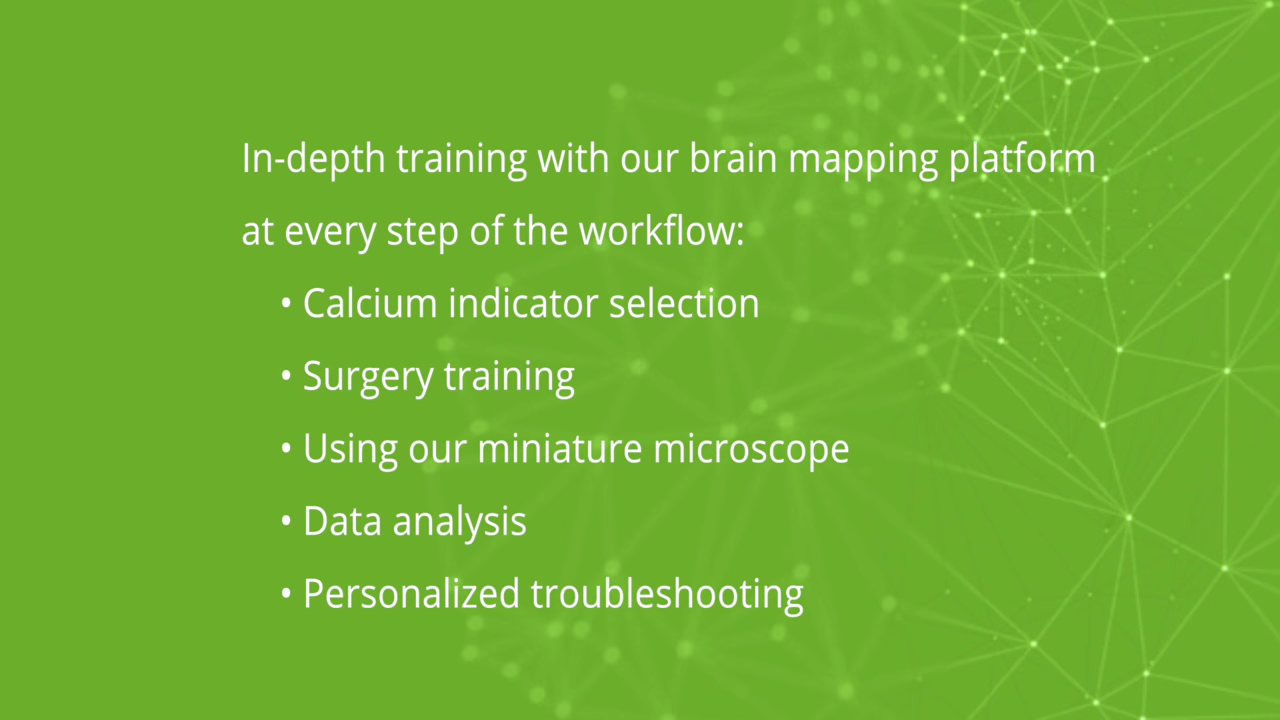 In-depth training with our brain mapping platform
at every step of the workflow:
• Calcium indicator selection
• Surgery training
• Using our miniature microscope
• Data analysis
• Personalized troubleshooting